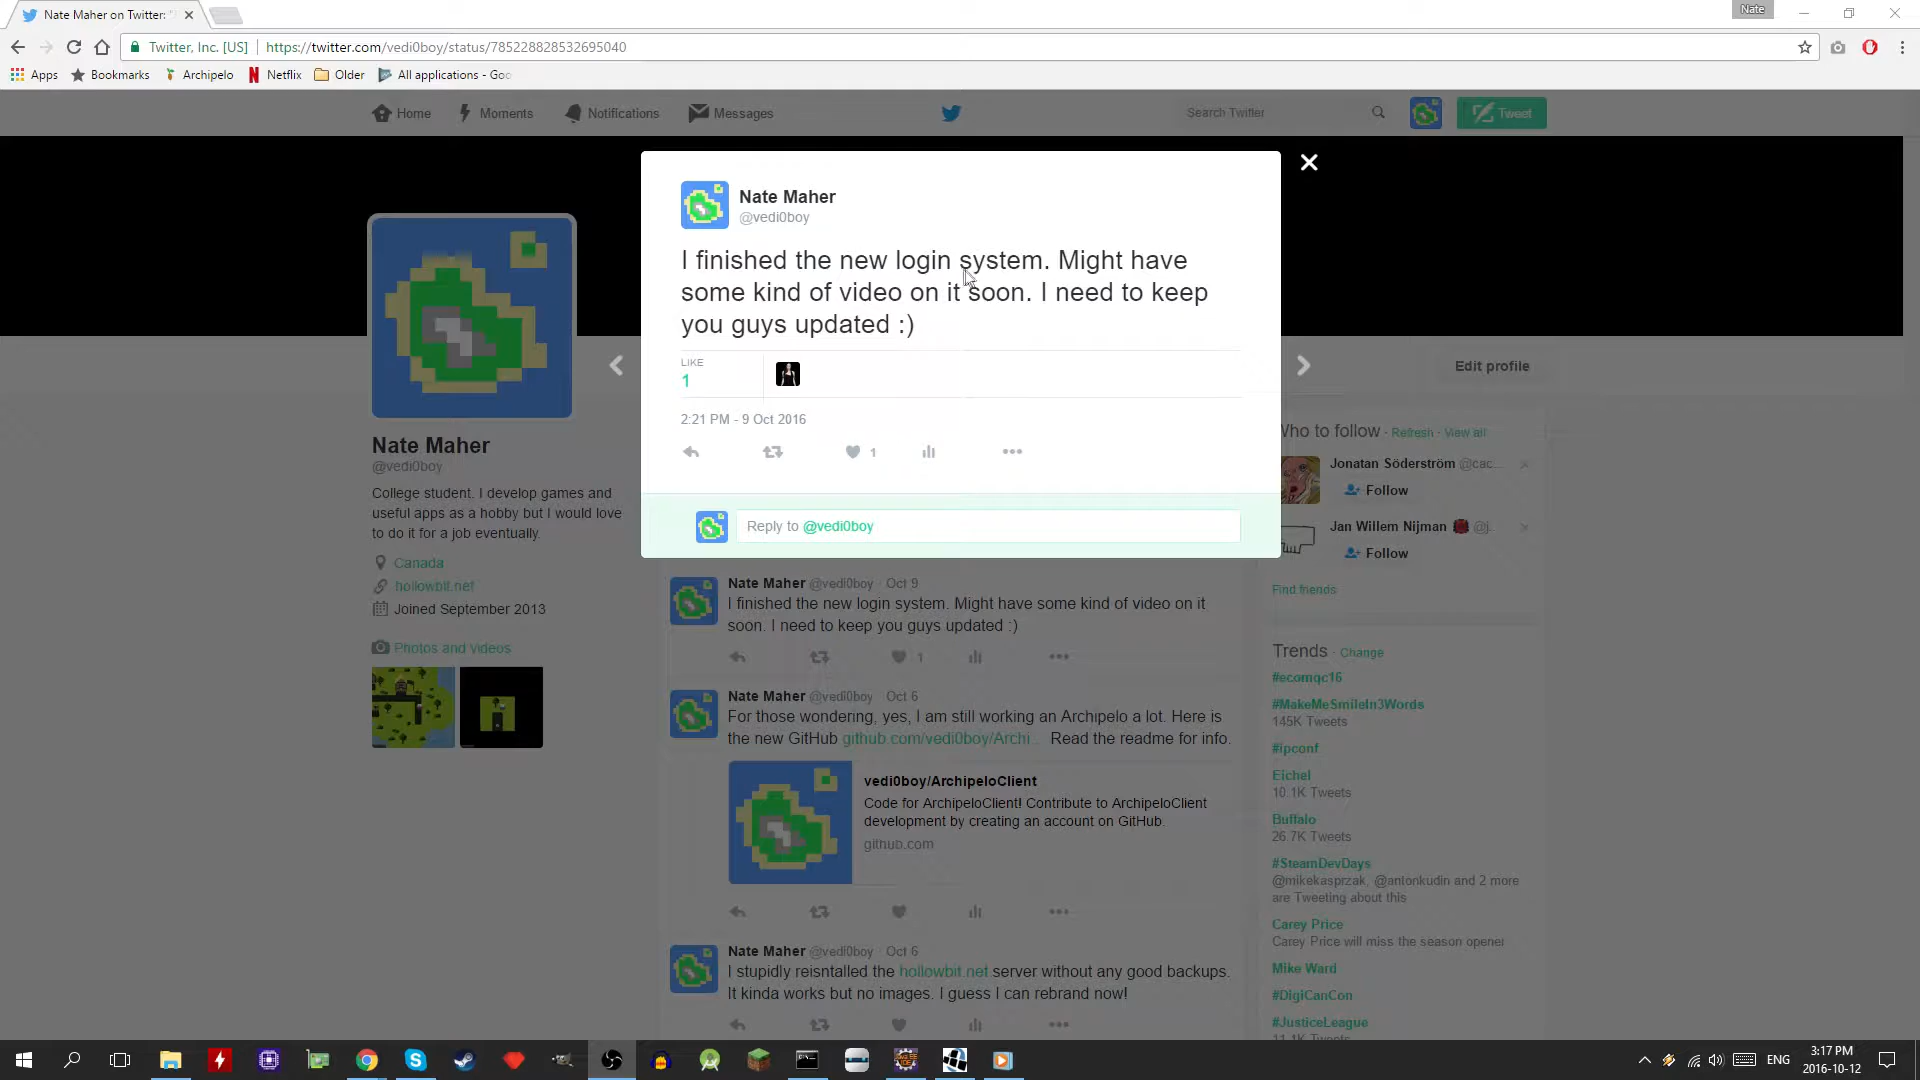 Nate Maher on Twitter: "
Nate
Twitter, Inc. [US]
https://twitter.com/vedi0boy/status/785228828532695040
Apps
Bookmarks
Archipelo
Netflix
Older
All applications - Goo
Home
Moments
Notifications
Messages
Search Twitter
Tweet
Nate Maher
@vedi0boy
I finished the new login system. Might have
some kind of video on it soon. I need to keep
you guys updated :)
LIKE
1
2:21 PM - 9 Oct 2016
1
Reply to @vedi0boy
Nate Maher
@vedi0boy
College student. I develop games and
useful apps as a hobby but I would love
to do it for a job eventually.
Canada
hollowbit.net
Joined September 2013
Photos and videos
Nate Maher @vedi0boy · Oct 9
I finished the new login system. Might have some kind of video on it
soon. I need to keep you guys updated :)
1
Nate Maher @vedi0boy · Oct 6
For those wondering, yes, I am still working an Archipelo a lot. Here is
the new GitHub github.com/vedi0boy/Archi… Read the readme for info.
vedi0boy/ArchipeloClient
Code for ArchipeloClient! Contribute to ArchipeloClient
development by creating an account on GitHub.
github.com
Nate Maher @vedi0boy · Oct 6
I stupidly reisntalled the hollowbit.net server without any good backups.
It kinda works but no images. I guess I can rebrand now!
Edit profile
Who to follow · Refresh · View all
Jonatan Söderström @cac...
Follow
Jan Willem Nijman @j..
Follow
Find friends
Trends · Change
#ecomqc16
#MakeMeSmileIn3Words
145K Tweets
#ipconf
Eichel
10.1K Tweets
Buffalo
26.7K Tweets
#SteamDevDays
@mikekasprzak, @antonkudin and 2 more
are Tweeting about this
Carey Price
Carey Price will miss the season opener
Mike Ward
#DigiCanCon
#JusticeLeague
11.1K Tweets
ENG
3:17 PM
2016-10-12